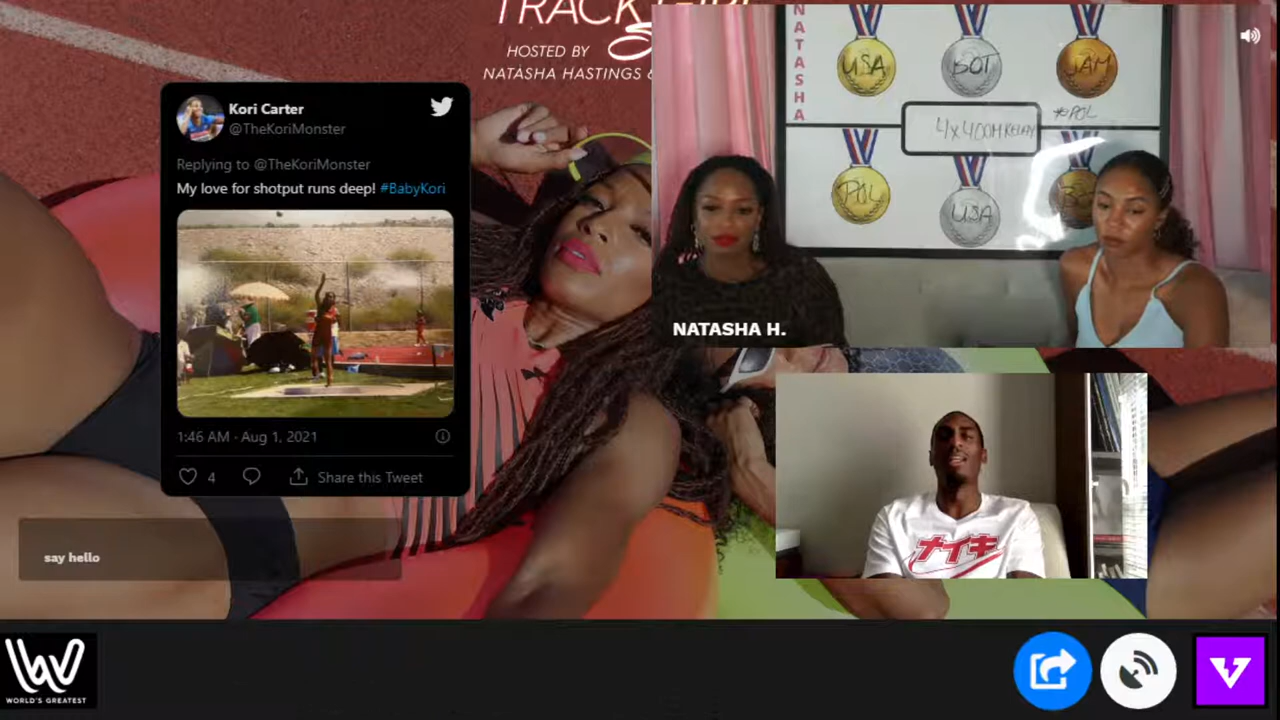 TRACK GIRL
HOSTED BY
NATASHA HASTINGS &
Kori Carter
@TheKoriMonster
Replying to @TheKoriMonster
My love for shotput runs deep! #BabyKori
1:46 AM · Aug 1, 2021
4
Share this Tweet
say hello
NATASHA
USA
BOT
JAM
*POL
4x400M RELAY
POL
USA
NATASHA H.
ナイキ
WORLD'S GREATEST